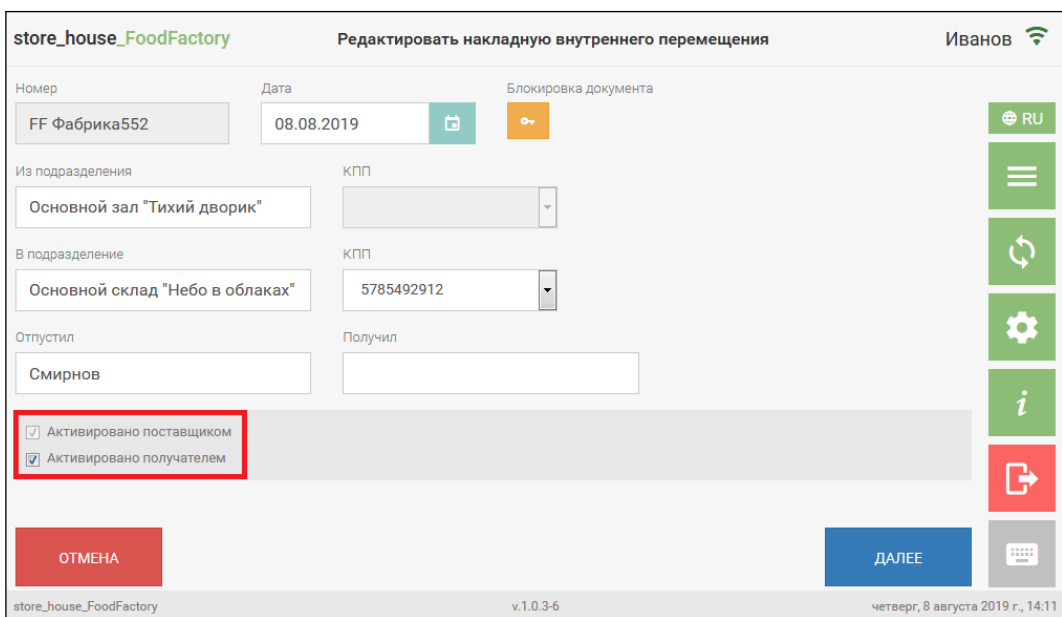 store_house_FoodFactory Редактировать накладную внутреннего перемещения Иванов
Номер Дата Блокировка документа
FF Фабрика552 08.08.2019 RU
Из подразделения КПП
Основной зал "Тихий дворик"
В подразделение КПП
Основной склад "Небо в облаках" 5785492912
Отпустил Получил
Смирнов
i
Активировано поставщиком
Активировано получателем
ОТМЕНА ДАЛЕЕ
store_house_FoodFactory v.1.0.3-6 четверг, 8 августа 2019 г., 14:11